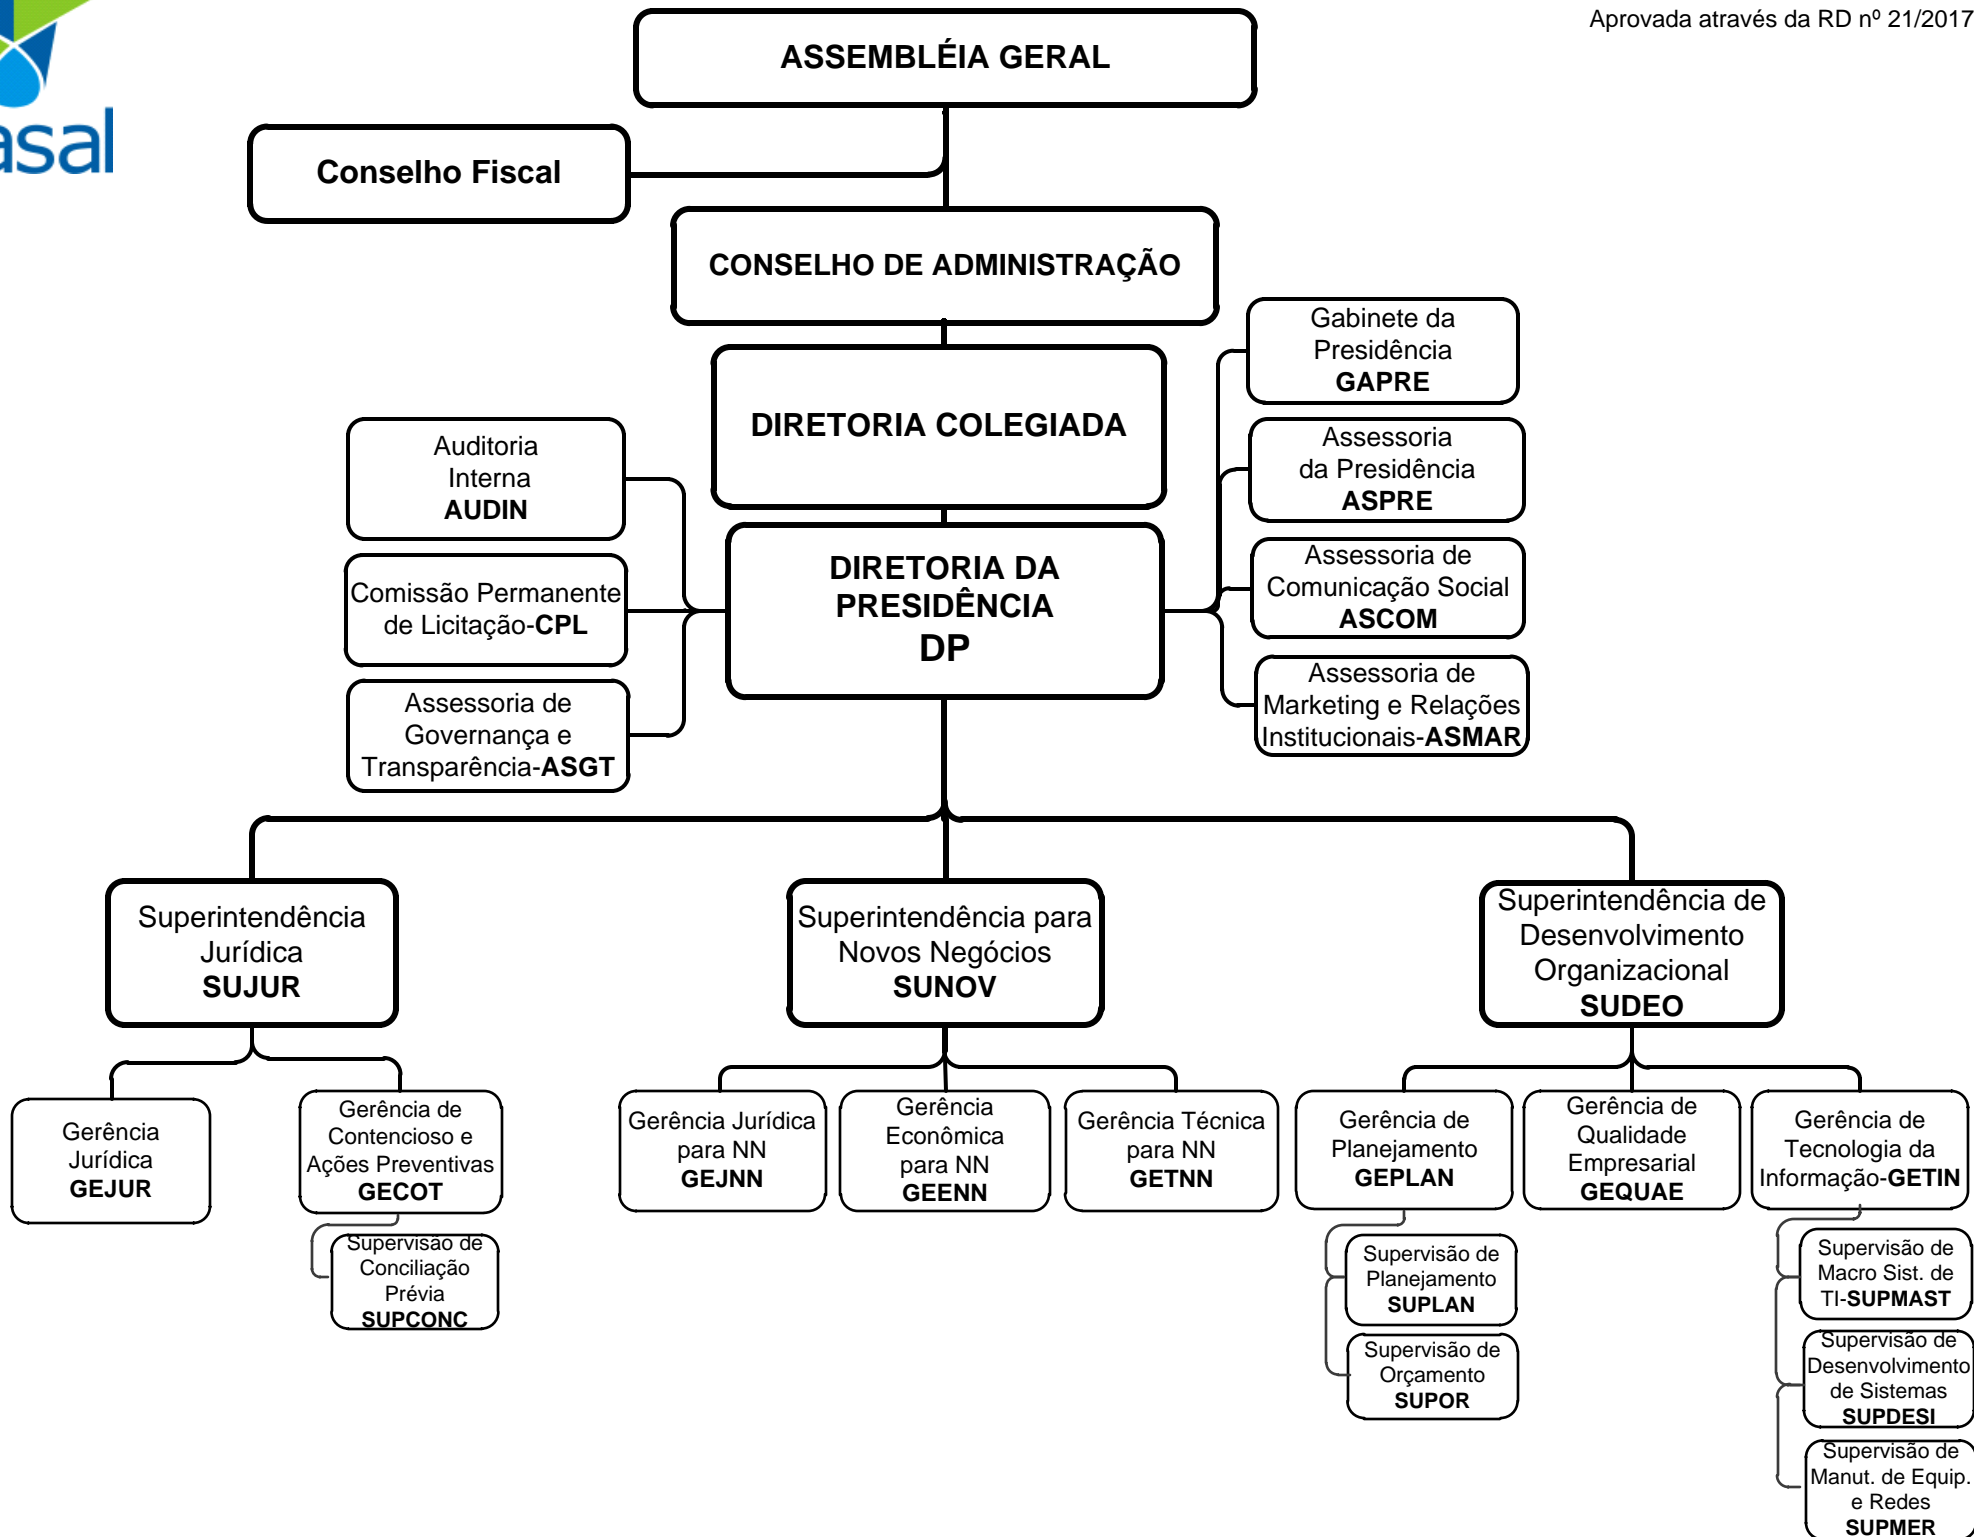 Aprovada através da RD nº 21/2017
asal
ASSEMBLÉIA GERAL
Conselho Fiscal
CONSELHO DE ADMINISTRAÇÃO
DIRETORIA COLEGIADA
Gabinete da
Presidência
GAPRE
Assessoria
da Presidência
ASPRE
Assessoria de
Comunicação Social
ASCOM
Assessoria de
Marketing e Relações
Institucionais-ASMAR
Auditoria
Interna
AUDIN
Comissão Permanente
de Licitação-CPL
Assessoria de
Governança e
Transparência-ASGT
DIRETORIA DA
PRESIDÊNCIA
DP
Superintendência
Jurídica
SUJUR
Superintendência para
Novos Negócios
SUNOV
Superintendência de
Desenvolvimento
Organizacional
SUDEO
Gerência
Jurídica
GEJUR
Gerência de
Contencioso e
Ações Preventivas
GECOT
Supervisão de
Conciliação
Prévia
SUPCONC
Gerência Jurídica
para NN
GEJNN
Gerência
Econômica
para NN
GEENN
Gerência Técnica
para NN
GETNN
Gerência de
Planejamento
GEPLAN
Supervisão de
Planejamento
SUPLAN
Supervisão de
Orçamento
SUPOR
Gerência de
Qualidade
Empresarial
GEQUAE
Gerência de
Tecnologia da
Informação-GETIN
Supervisão de
Macro Sist. de
TI-SUPMAST
Supervisão de
Desenvolvimento
de Sistemas
SUPDESI
Supervisão de
Manut. de Equip.
e Redes
SUPMER